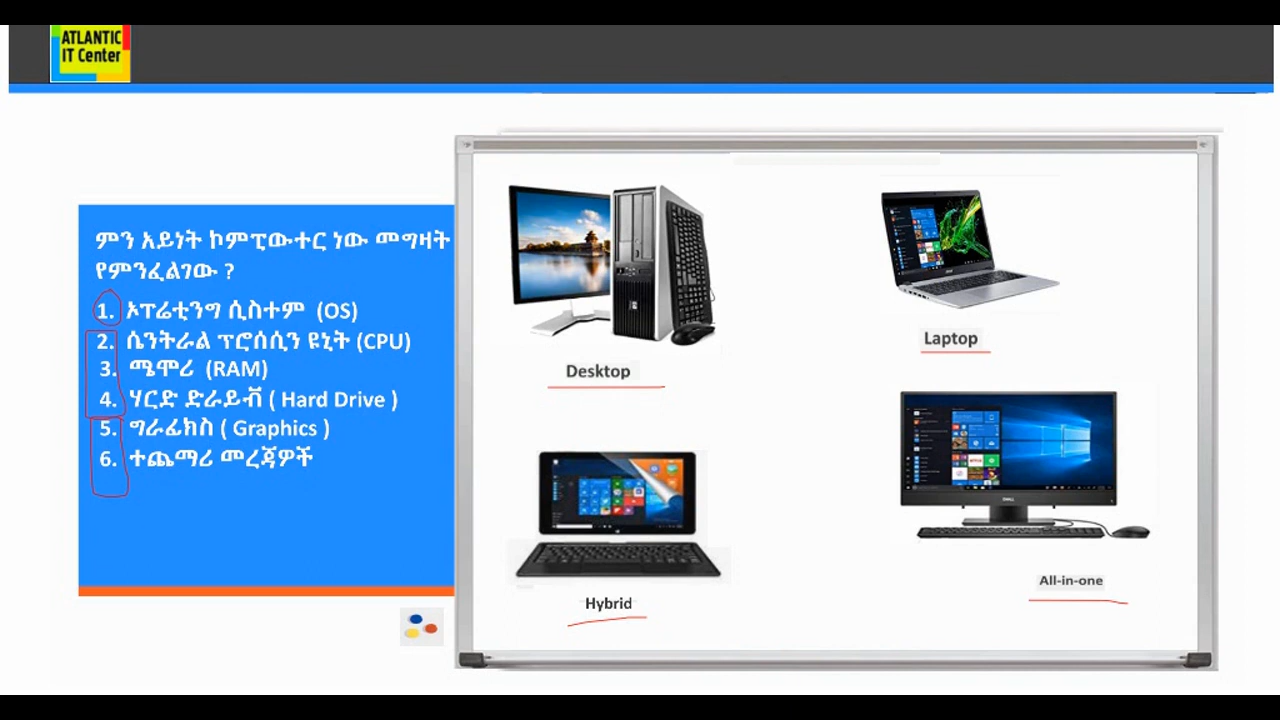 ATLANTIC
IT Center
ምን አይነት ኮምፒውተር ነው መግዛት
የምንፈልገው ?
1. ኦፐሬቲንግ ሲስተም (OS)
2. ሴንትራል ፕሮሰሲን ዩኒት (CPU)
3. ሜሞሪ (RAM)
4. ሃርድ ድራይቭ ( Hard Drive )
5. ግራፊክስ ( Graphics )
6. ተጨማሪ መረጃዎች
Desktop
Laptop
Hybrid
All-in-one
DELL